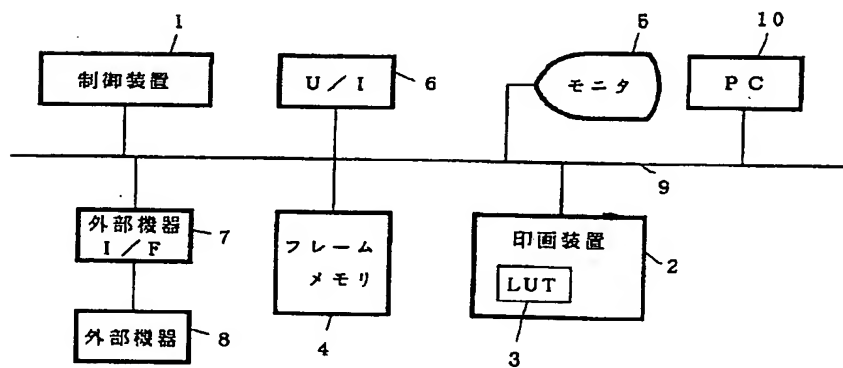 1
制御装置
U/I
6
5
モニタ
10
PC
9
外部機器
I/F
7
外部機器
8
フレーム
メモリ
4
印画装置
LUT
2
3